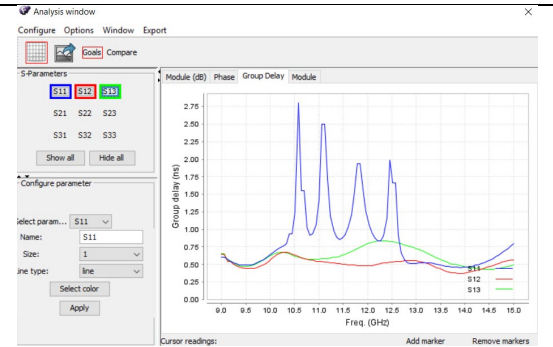 Analysis window
Configure Options Window Export
Goals Compare
S-Parameters
S11 S12 S13
S21 S22 S23
S31 S32 S33
Show all Hide all
Configure parameter
Select param... S11
Name: S11
Size: 1
Line type: line
Select color
Apply
Module (dB) Phase Group Delay Module
Group delay (ns)
2.75
2.50
2.25
2.00
1.75
1.50
1.25
1.00
0.75
0.50
0.25
0.00
S11
S12
S13
9.0 9.5 10.0 10.5 11.0 11.5 12.0 12.5 13.0 13.5 14.0 14.5 15.0
Freq. (GHz)
Cursor readings: Add marker Remove markers